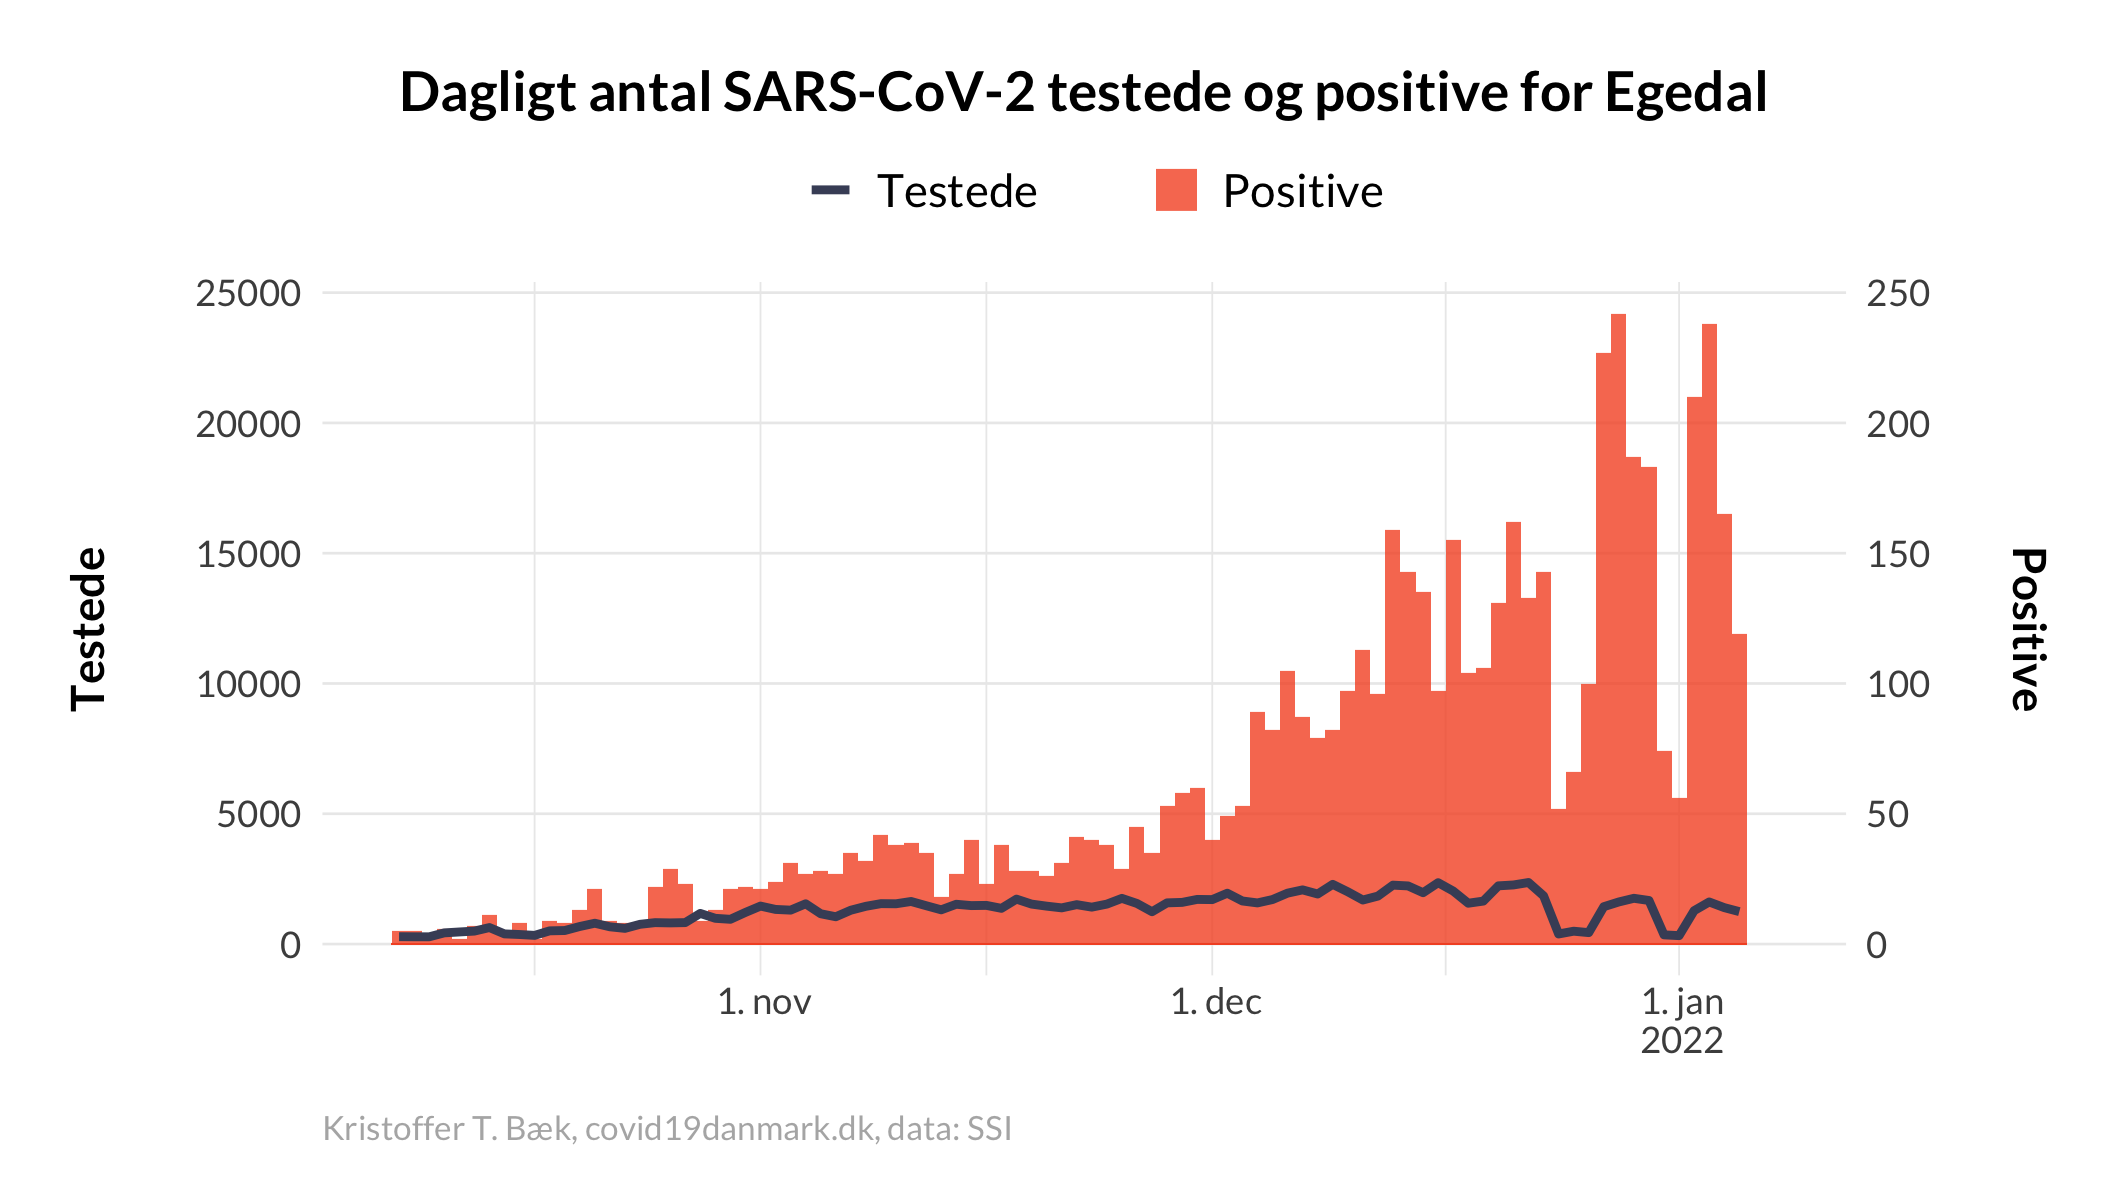 Dagligt antal SARS-CoV-2 testede og positive for Egedal
Testede
Positive
25000
20000
15000
10000
5000
0
250
200
150
100
50
0
Testede
Positive
1. nov
1. dec
1. jan
2022
Kristoffer T. Bæk, covid19danmark.dk, data: SSI